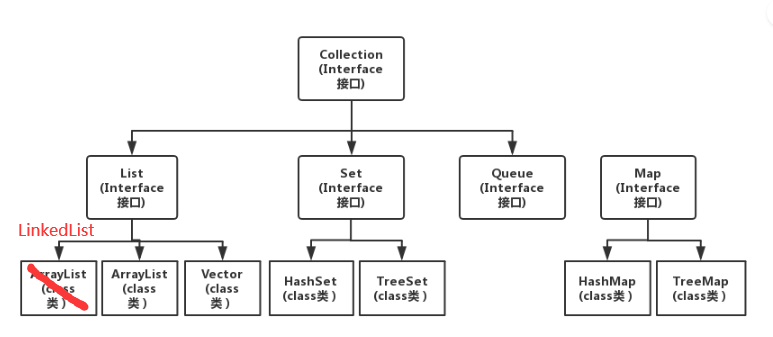 Collection
(Interface
接口)
List
(Interface
接口)
Set
(Interface
接口)
Queue
(Interface
接口)
Map
(Interface
接口)
LinkedList
ArrayList
(class
类)
ArrayList
(class
类)
Vector
(class
类)
HashSet
(class类)
TreeSet
(class类)
HashMap
(class类)
TreeMap
(class类)